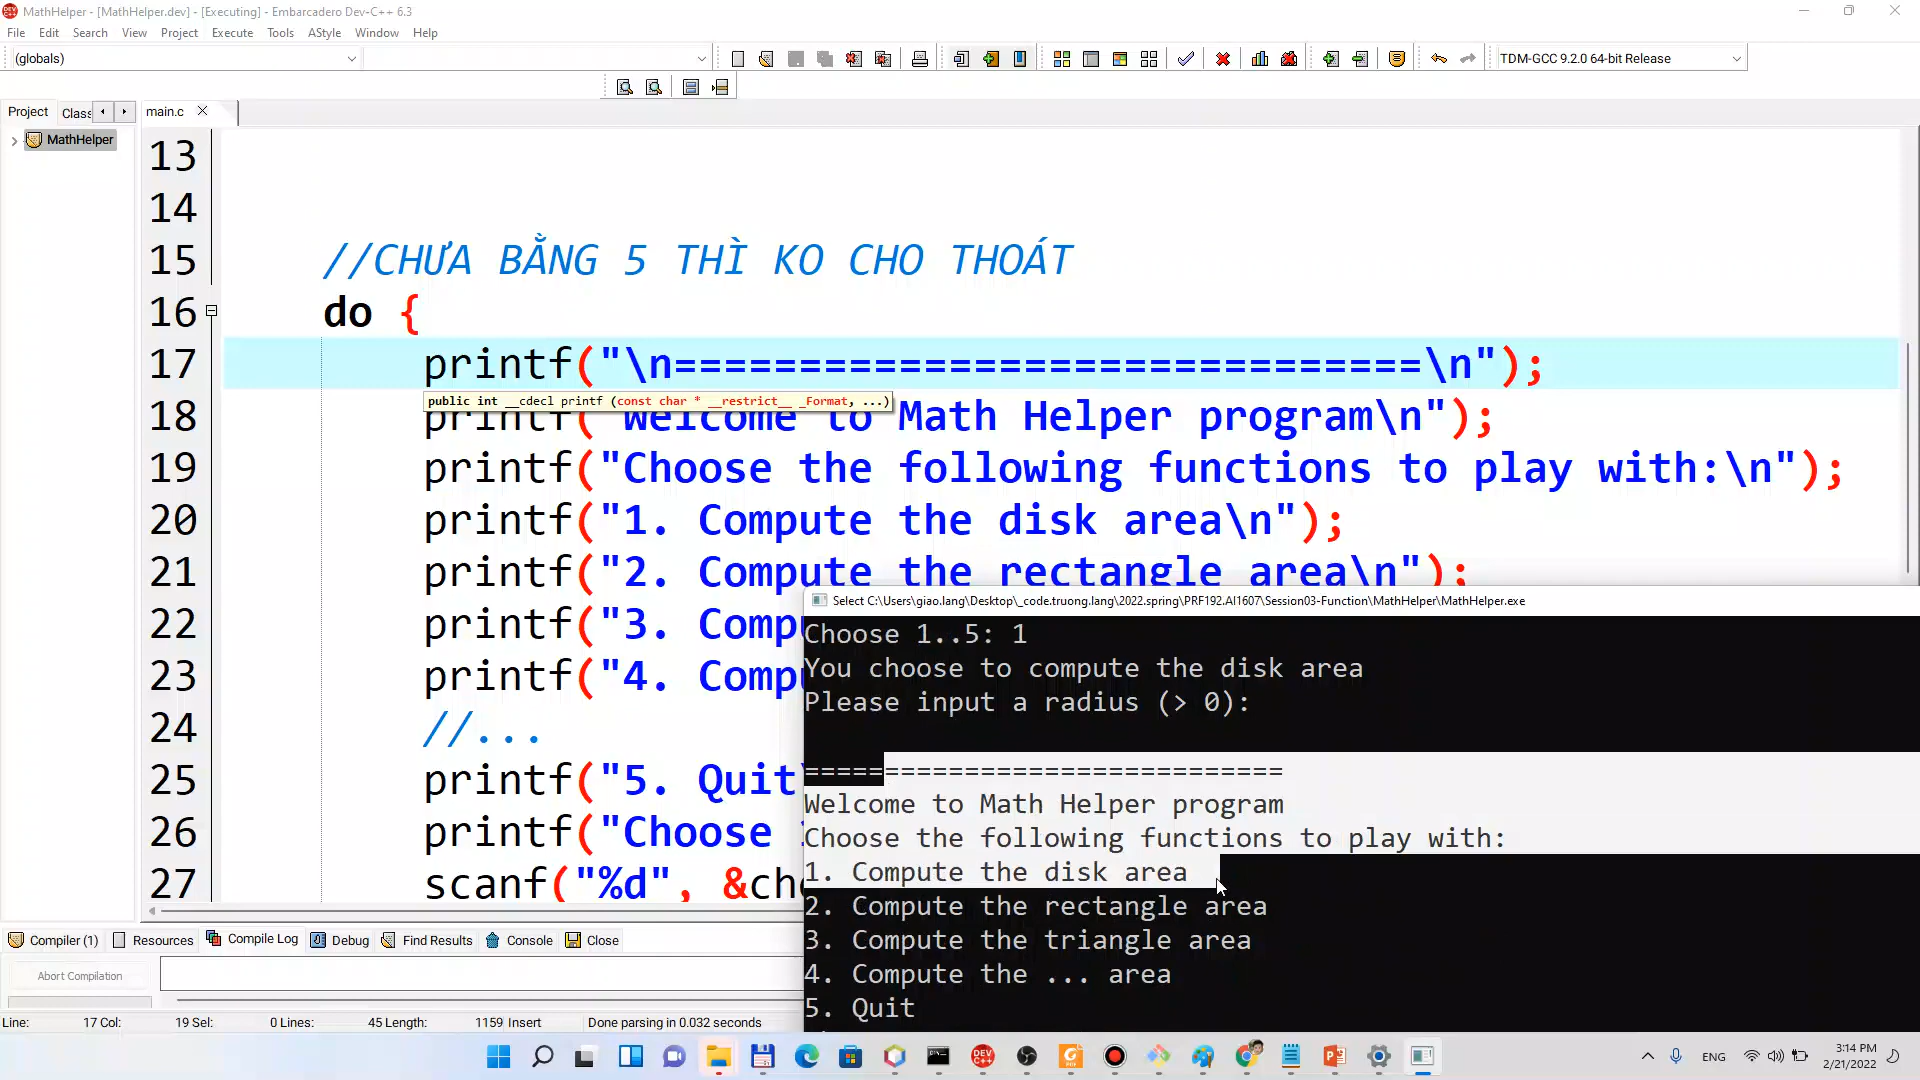 MathHelper - [MathHelper.dev] - [Executing] - Embarcadero Dev-C++ 6.3
File Edit Search View Project Execute Tools AStyle Window Help
(globals)
TDM-GCC 9.2.0 64-bit Release
Project Class main.c
MathHelper
13
14
15 //CHƯA BẰNG 5 THÌ KO CHO THOÁT
16 do {
17 printf("\n==============================\n");
public int __cdecl printf (const char * __restrict__ _Format, ...)
18 printf("Welcome to Math Helper program\n");
19 printf("Choose the following functions to play with:\n");
20 printf("1. Compute the disk area\n");
21 printf("2. Compute the rectangle area\n");
22 printf("3. Comp
23 printf("4. Comp
24 //...
25 printf("5. Quit
26 printf("Choose
27 scanf("%d", &cho
Select C:\Users\giao.lang\Desktop\_code.truong.lang\2022.spring\PRF192.AI1607\Session03-Function\MathHelper\MathHelper.exe
Choose 1..5: 1
You choose to compute the disk area
Please input a radius (> 0):
==============================
Welcome to Math Helper program
Choose the following functions to play with:
1. Compute the disk area
2. Compute the rectangle area
3. Compute the triangle area
4. Compute the ... area
5. Quit
Compiler (1) Resources Compile Log Debug Find Results Console Close
Abort Compilation
Line: 17 Col: 19 Sel: 0 Lines: 45 Length: 1159 Insert Done parsing in 0.032 seconds
ENG
3:14 PM
2/21/2022